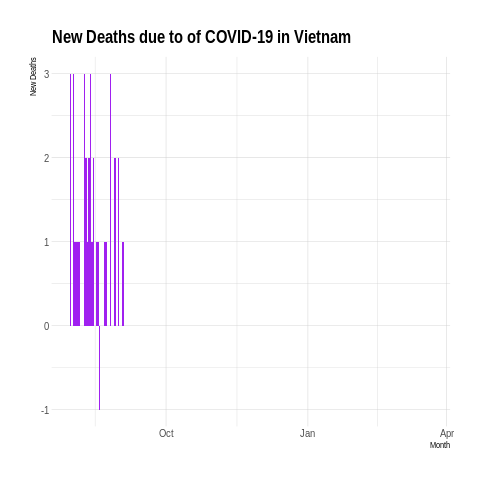 New Deaths due to of COVID-19 in Vietnam
New Deaths
3
2
1
0
-1
Oct
Jan
Apr
Month